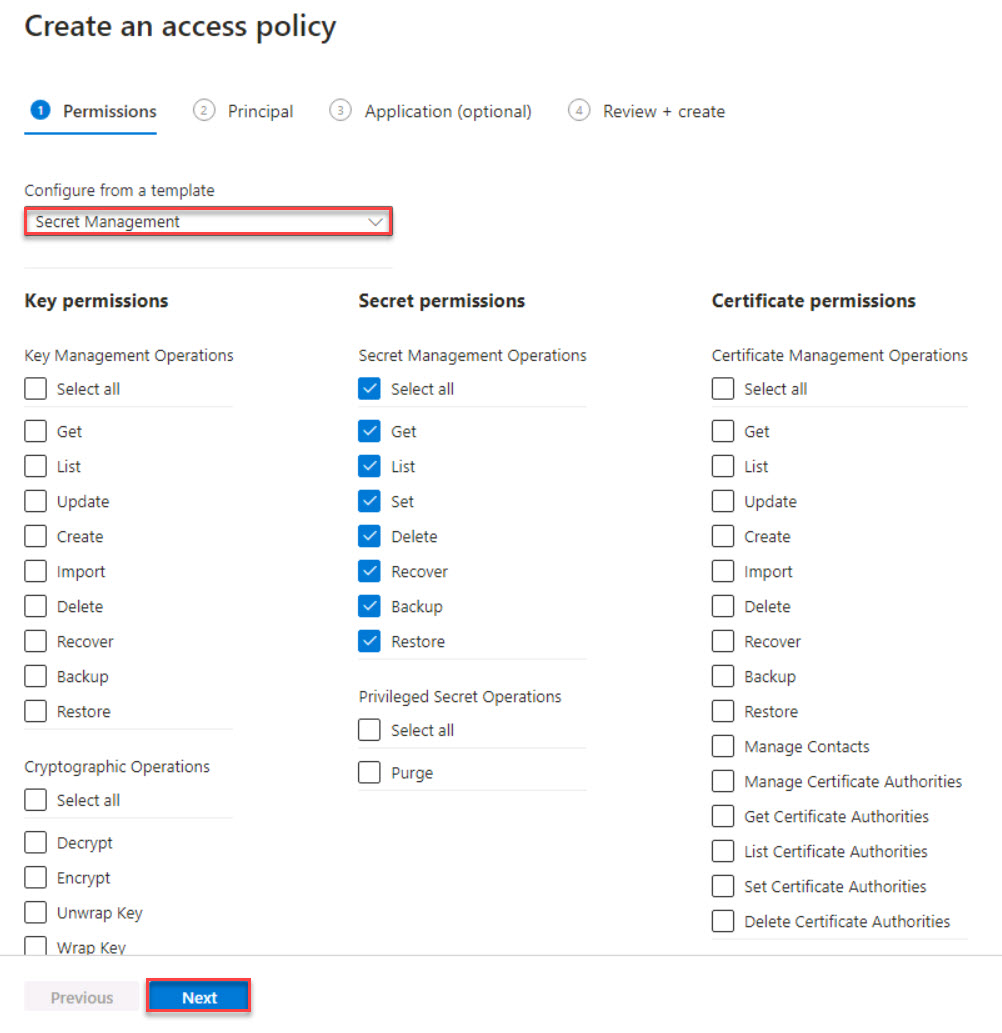 Create an access policy
1 Permissions 2 Principal 3 Application (optional) 4 Review + create
Configure from a template
Secret Management
Key permissions
Key Management Operations
Select all
Get
List
Update
Create
Import
Delete
Recover
Backup
Restore
Cryptographic Operations
Select all
Decrypt
Encrypt
Unwrap Key
Wrap Key
Secret permissions
Secret Management Operations
Select all
Get
List
Set
Delete
Recover
Backup
Restore
Privileged Secret Operations
Select all
Purge
Certificate permissions
Certificate Management Operations
Select all
Get
List
Update
Create
Import
Delete
Recover
Backup
Restore
Manage Contacts
Manage Certificate Authorities
Get Certificate Authorities
List Certificate Authorities
Set Certificate Authorities
Delete Certificate Authorities
Previous Next